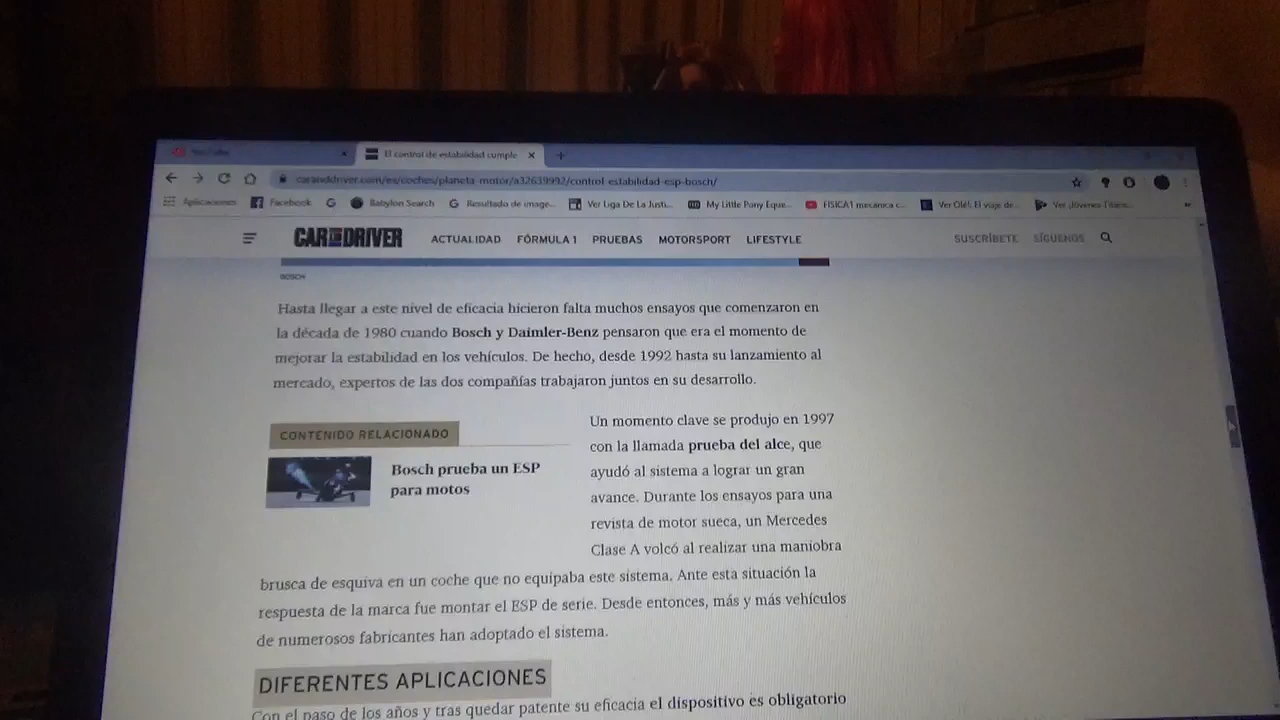 YouTube
El control de estabilidad cumple
caranddriver.com/es/coches/planeta-motor/a32639992/control-estabilidad-esp-bosch/
Aplicaciones Facebook Babylon Search Resultado de image... Ver Liga De La Justi... My Little Pony Eque... FISICA1 mecánica c... Ver Olé!. El viaje de... Ver Jóvenes Titans...
CAR AND DRIVER ACTUALIDAD FÓRMULA 1 PRUEBAS MOTORSPORT LIFESTYLE SUSCRÍBETE SÍGUENOS
BOSCH
Hasta llegar a este nivel de eficacia hicieron falta muchos ensayos que comenzaron en
la década de 1980 cuando Bosch y Daimler-Benz pensaron que era el momento de
mejorar la estabilidad en los vehículos. De hecho, desde 1992 hasta su lanzamiento al
mercado, expertos de las dos compañías trabajaron juntos en su desarrollo.
CONTENIDO RELACIONADO
Bosch prueba un ESP
para motos
Un momento clave se produjo en 1997
con la llamada prueba del alce, que
ayudó al sistema a lograr un gran
avance. Durante los ensayos para una
revista de motor sueca, un Mercedes
Clase A volcó al realizar una maniobra
brusca de esquiva en un coche que no equipaba este sistema. Ante esta situación la
respuesta de la marca fue montar el ESP de serie. Desde entonces, más y más vehículos
de numerosos fabricantes han adoptado el sistema.
DIFERENTES APLICACIONES
Con el paso de los años y tras quedar patente su eficacia el dispositivo es obligatorio